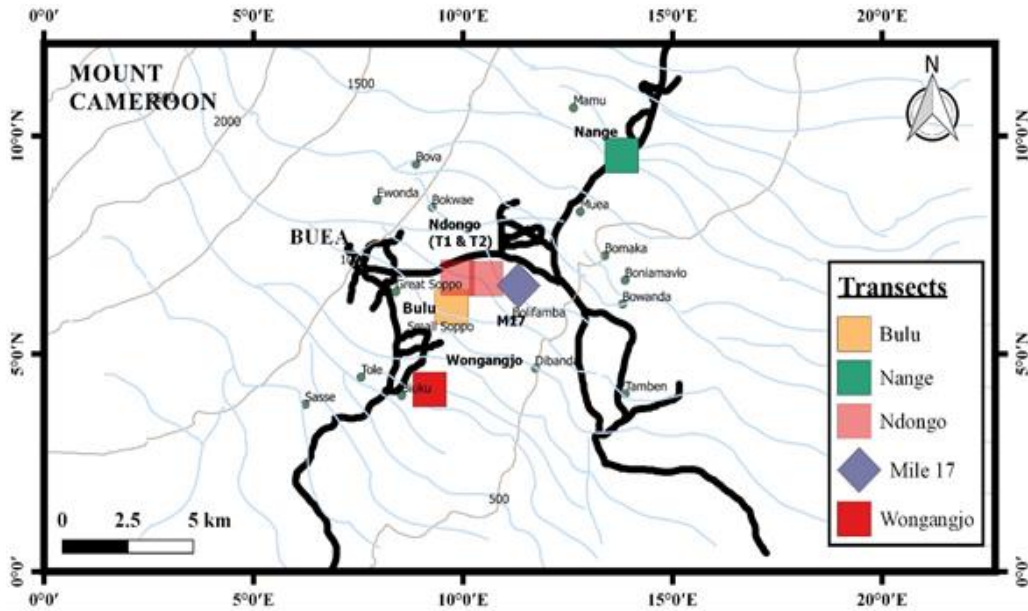 0°0′ 5°0′E 10°0′E 15°0′E 20°0′E
MOUNT
CAMEROON
1500
2000
N
Mamu
Nange
10°0′N 10°0′N
Bova
Ewonda
Bokwae
Muea
Ndongo
(T1 & T2)
BUEA
Bomaka
Boniamavio
Great Soppo
Bowanda
Bulu
Bolifamba
M17
Small Soppo
5°0′N 5°0′N
Wongangjo
Dibanda
Tole
Tamben
Sasse
500
Transects
Bulu
Nange
Ndongo
Mile 17
Wongangjo
0 2.5 5 km
0°0′ 0°0′
0°0′ 5°0′E 10°0′E 15°0′E 20°0′E